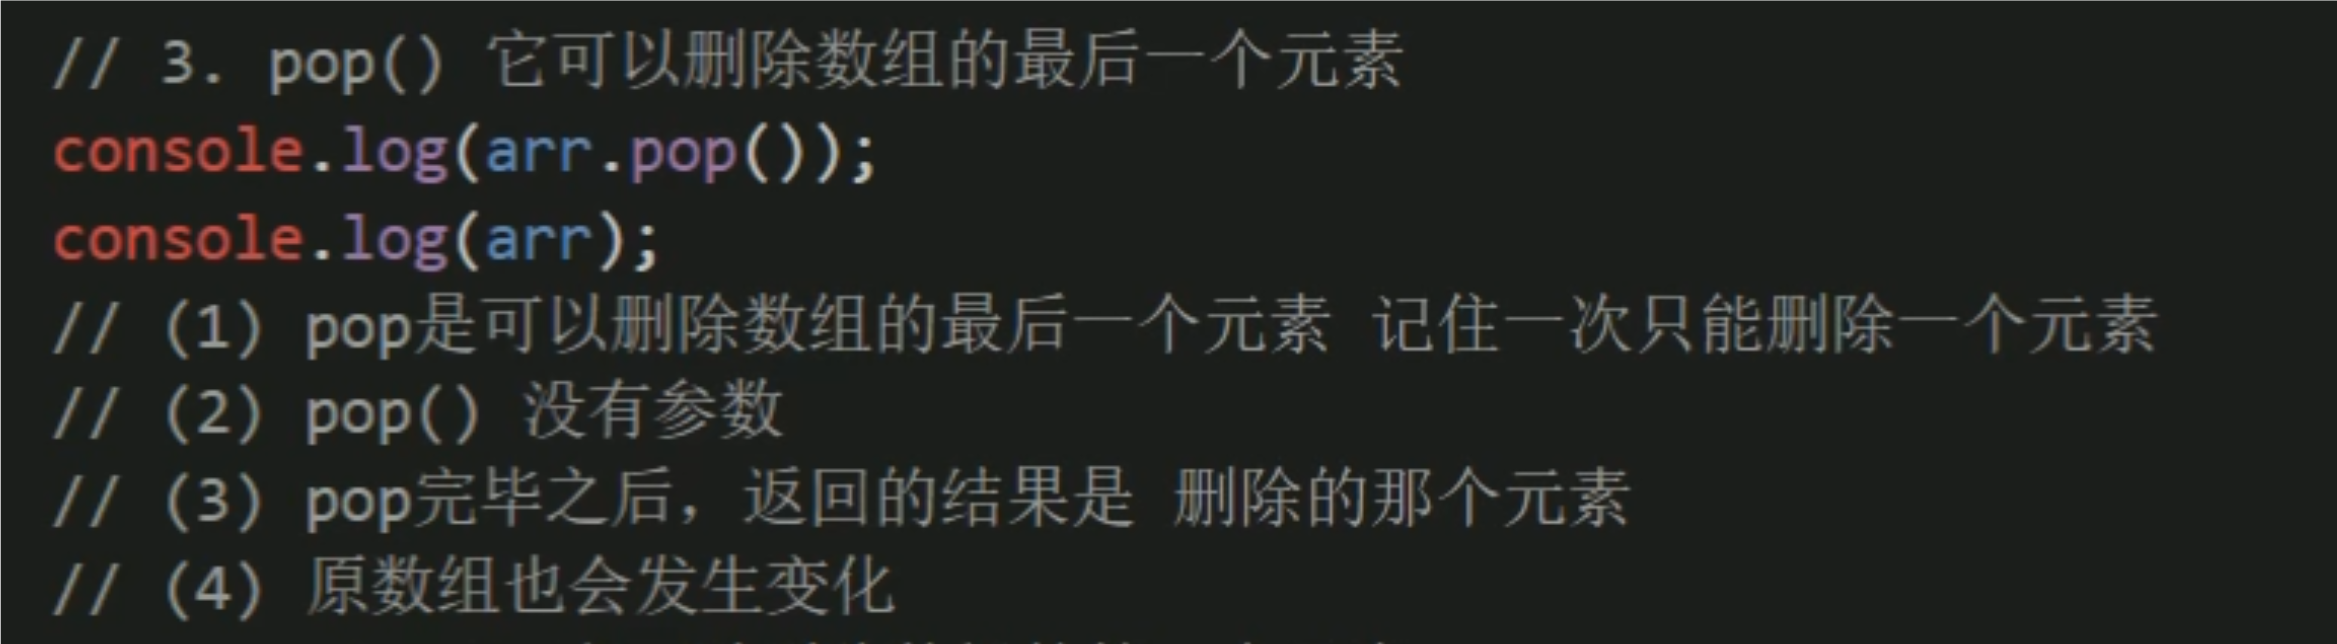 // 3. pop() 它可以删除数组的最后一个元素
console.log(arr.pop());
console.log(arr);
// (1) pop是可以删除数组的最后一个元素 记住一次只能删除一个元素
// (2) pop() 没有参数
// (3) pop完毕之后，返回的结果是 删除的那个元素
// (4) 原数组也会发生变化